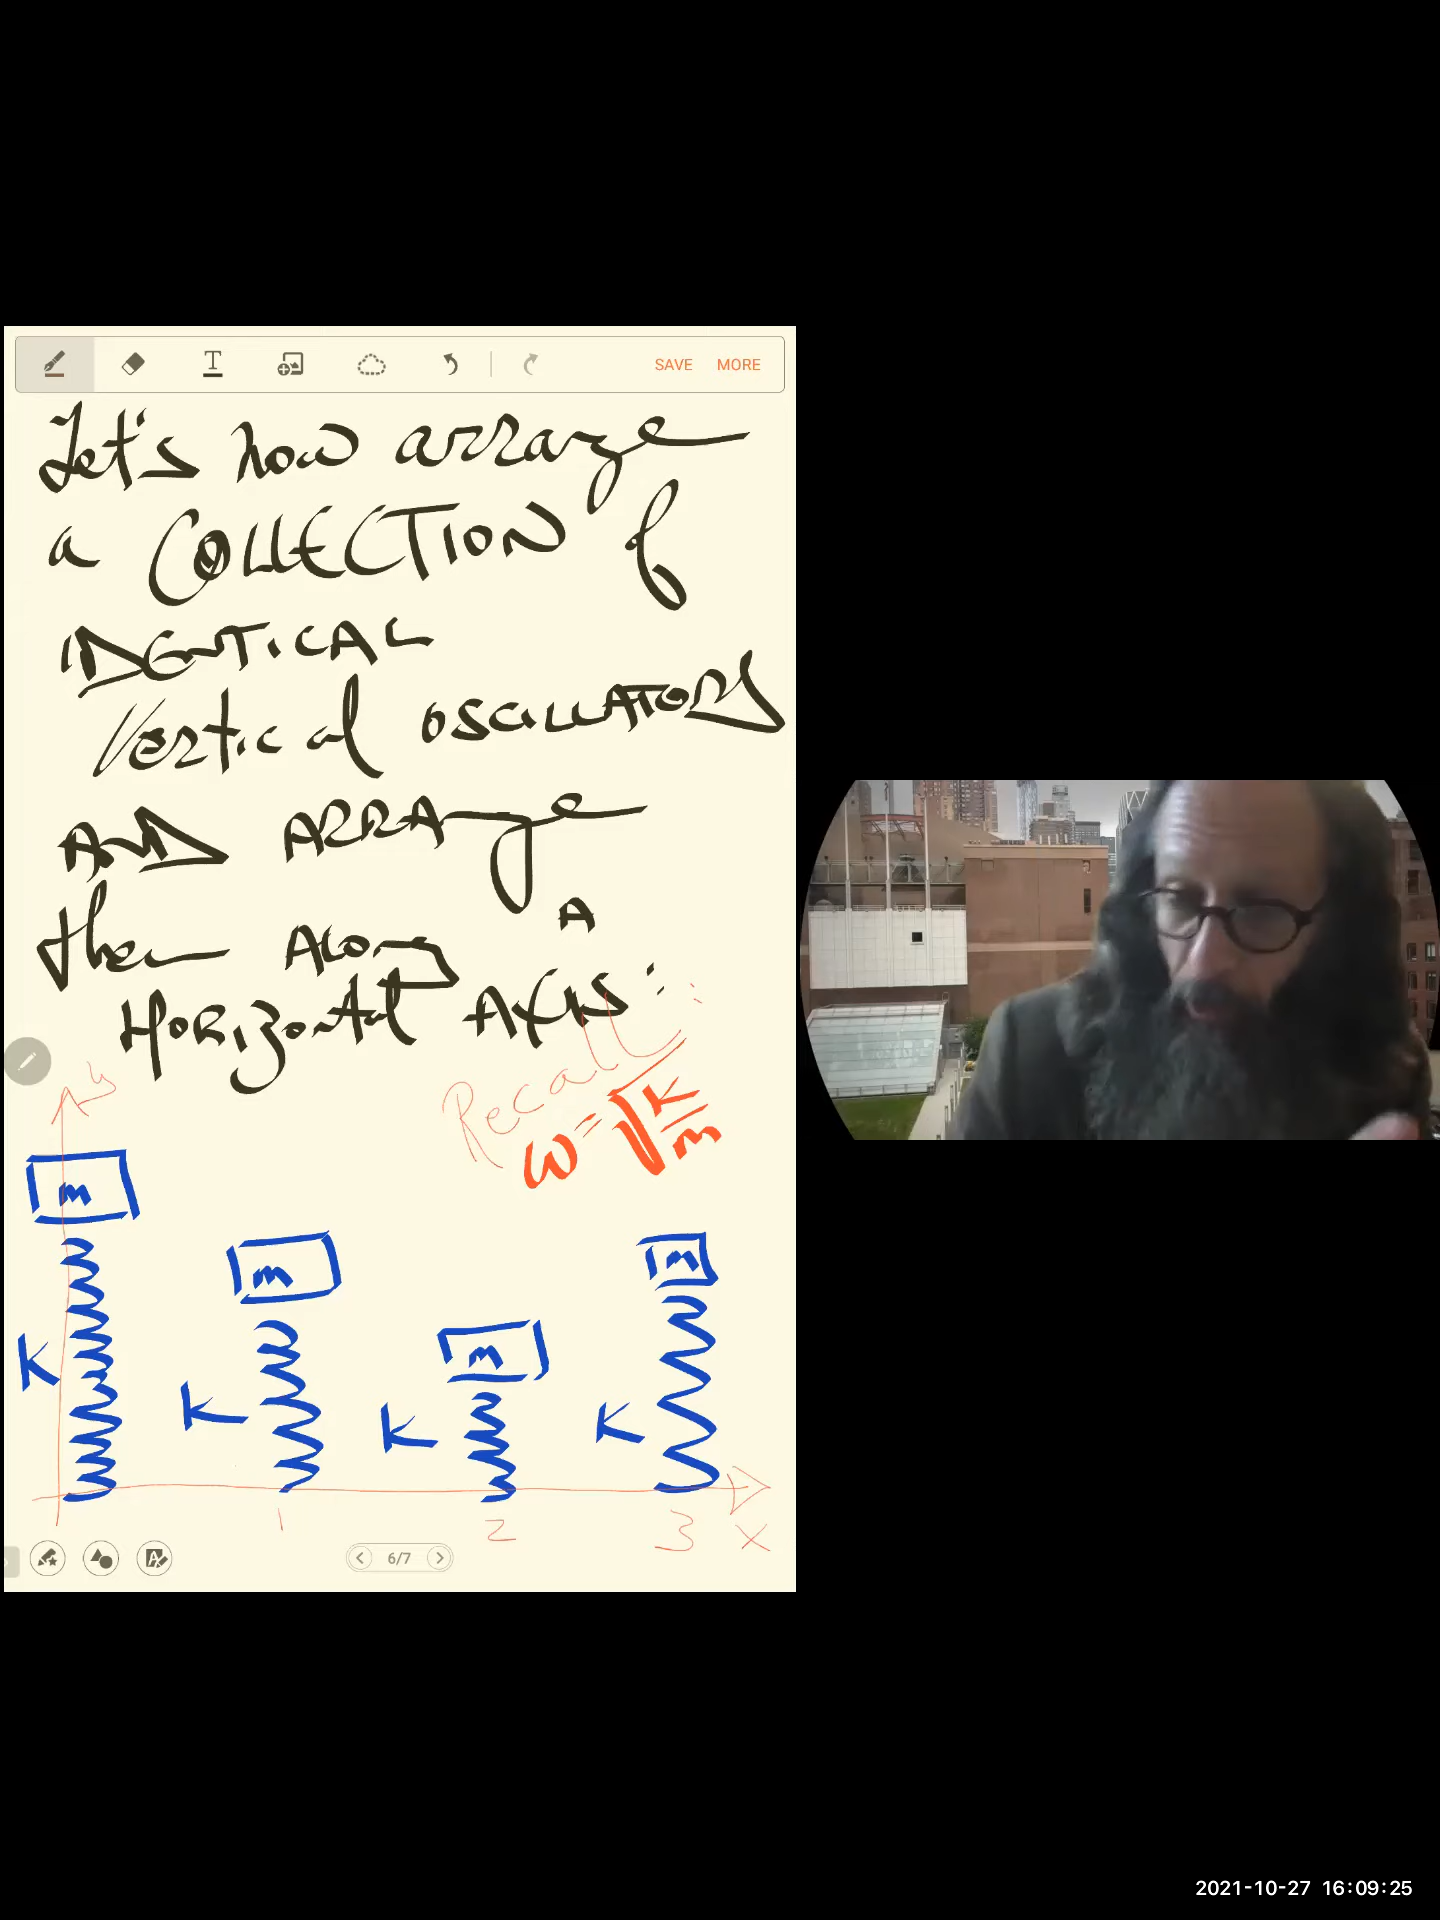 SAVE MORE
Let's now arrange
a COLLECTION of
IDENTICAL
Vertical OSCILLATORY
AND ARRAnge
them Along A
HORIZontal AXIS:
Recall:
ω = √K/m
y
m
m
m
m
K
K
K
K
1 2 3 x
6/7
2021-10-27 16:09:25